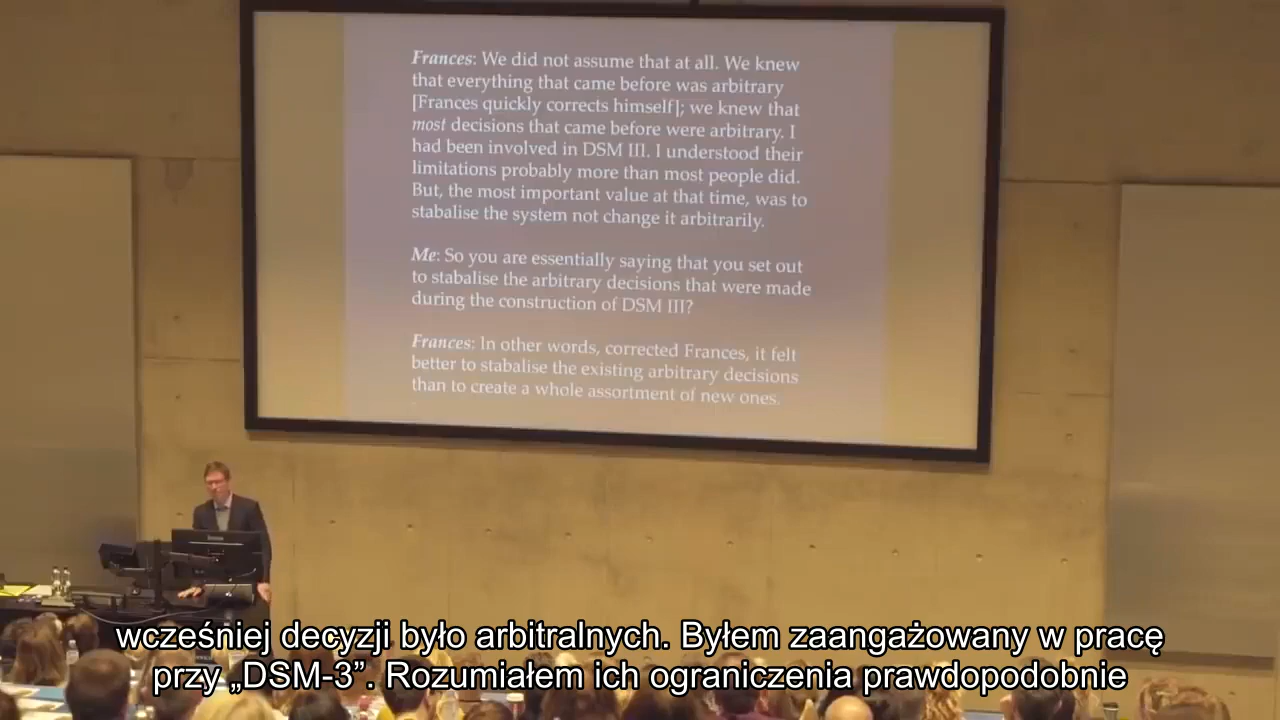 Frances: We did not assume that at all. We knew
that everything that came before was arbitrary
[Frances quickly corrects himself]; we knew that
most decisions that came before were arbitrary. I
had been involved in DSM III. I understood their
limitations probably more than most people did.
But, the most important value at that time, was to
stabalise the system not change it arbitrarily.
Me: So you are essentially saying that you set out
to stabalise the arbitrary decisions that were made
during the construction of DSM III?
Frances: In other words, corrected Frances, it felt
better to stabalise the existing arbitrary decisions
than to create a whole assortment of new ones.
wcześniej decyzji było arbitralnych. Byłem zaangażowany w pracę
przy „DSM-3”. Rozumiałem ich ograniczenia prawdopodobnie